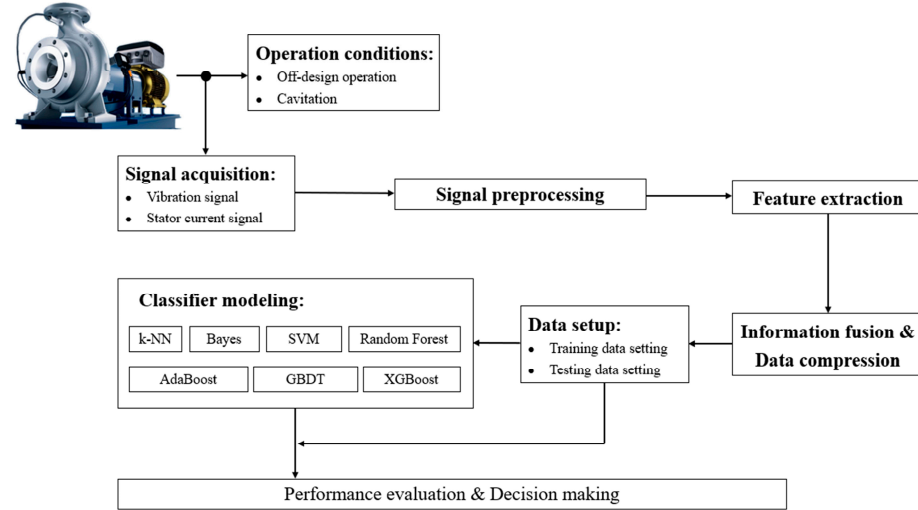 Operation conditions:
• Off-design operation
• Cavitation
Signal acquisition:
• Vibration signal
• Stator current signal
Signal preprocessing
Feature extraction
Information fusion &
Data compression
Data setup:
• Training data setting
• Testing data setting
Classifier modeling:
k-NN Bayes SVM Random Forest
AdaBoost GBDT XGBoost
Performance evaluation & Decision making